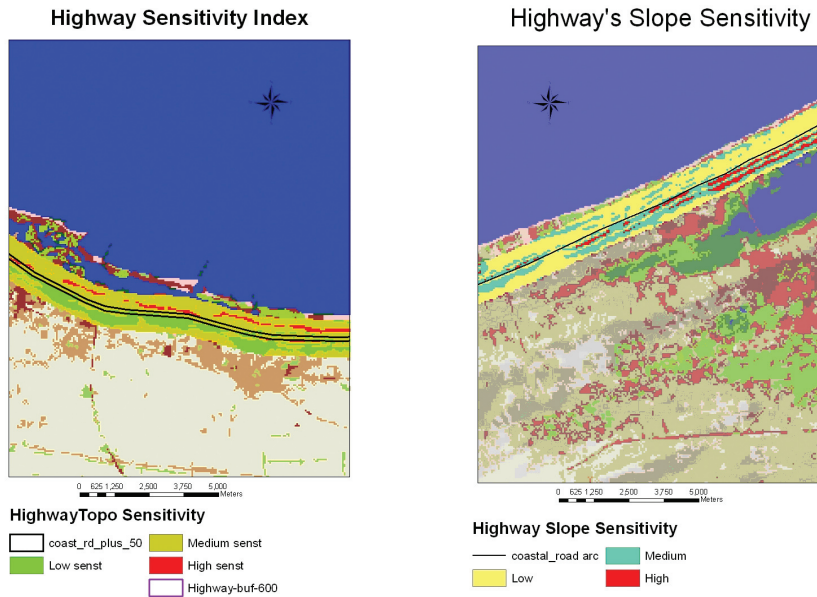 Highway Sensitivity Index
0 625 1,250 2,500 3,750 5,000
Meters
HighwayTopo Sensitivity
coast_rd_plus_50
Medium senst
Low senst
High senst
Highway-buf-600
Highway's Slope Sensitivity
0 625 1,250 2,500 3,750 5,000
Meters
Highway Slope Sensitivity
coastal_road arc
Medium
Low
High